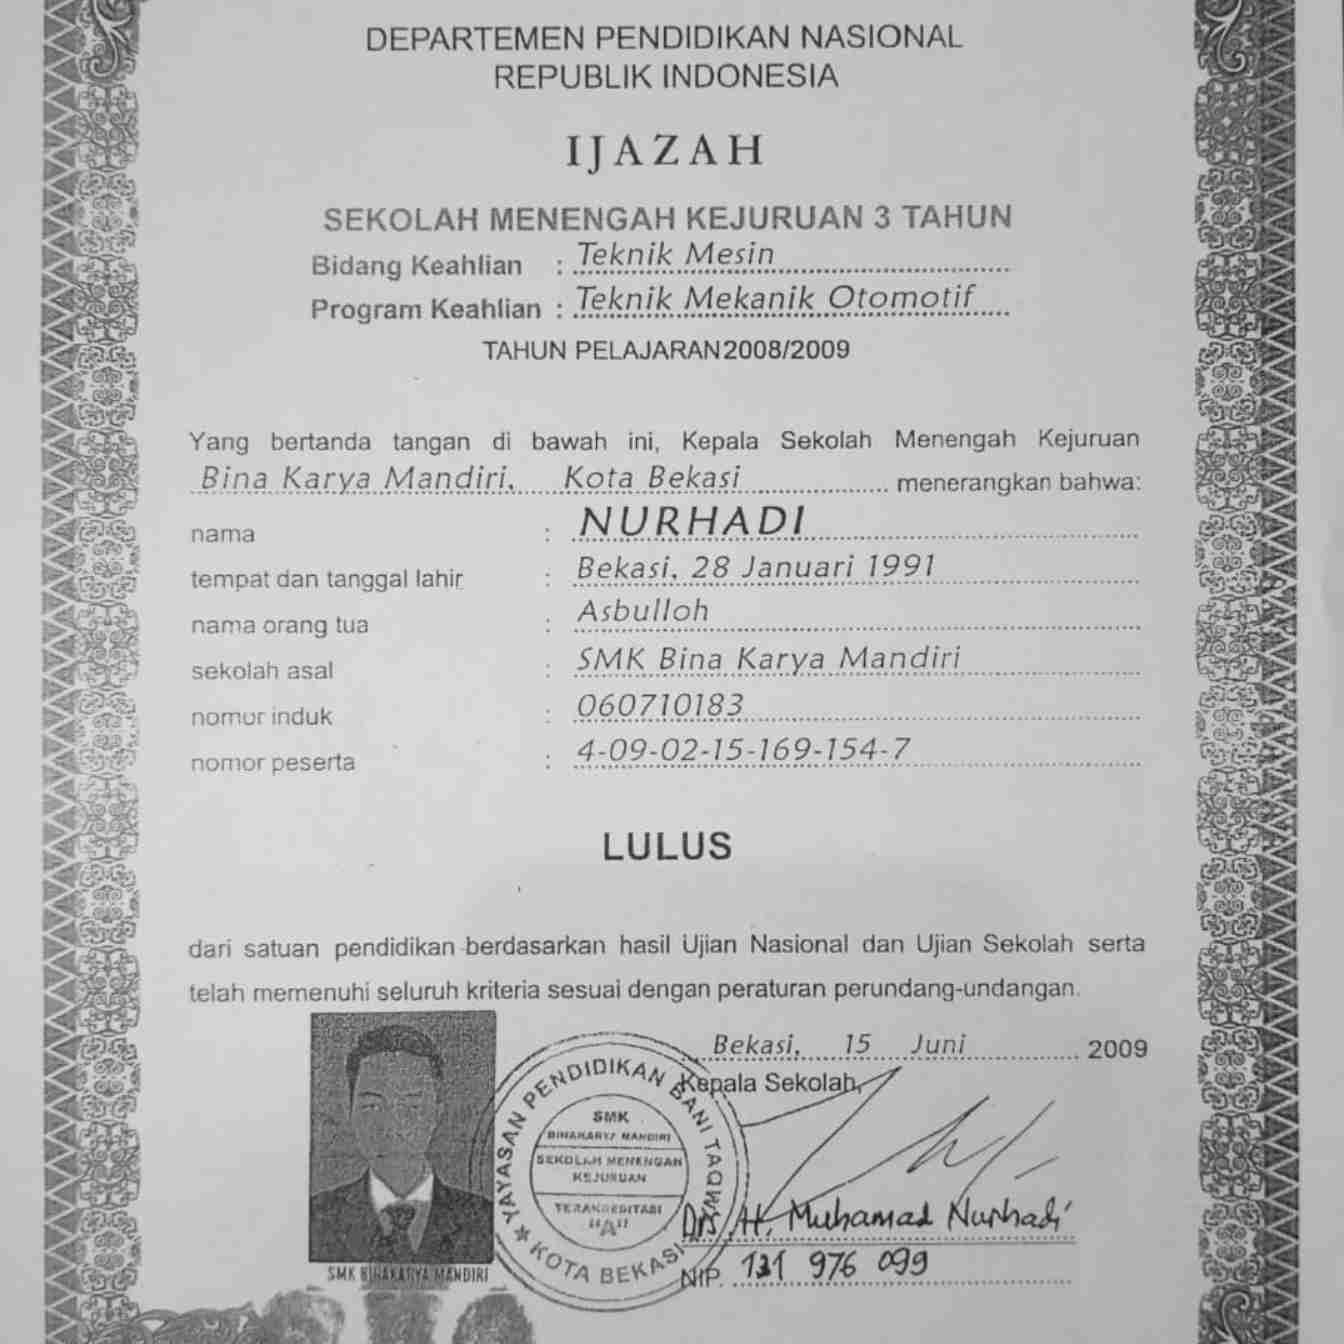 DEPARTEMEN PENDIDIKAN NASIONAL
REPUBLIK INDONESIA
IJAZAH
SEKOLAH MENENGAH KEJURUAN 3 TAHUN
Bidang Keahlian : Teknik Mesin
Program Keahlian : Teknik Mekanik Otomotif
TAHUN PELAJARAN 2008/2009
Yang bertanda tangan di bawah ini, Kepala Sekolah Menengah Kejuruan
Bina Karya Mandiri, Kota Bekasi menerangkan bahwa:
nama : NURHADI
tempat dan tanggal lahir : Bekasi, 28 Januari 1991
nama orang tua : Asbulloh
sekolah asal : SMK Bina Karya Mandiri
nomor induk : 060710183
nomor peserta : 4-09-02-15-169-154-7
LULUS
dari satuan pendidikan berdasarkan hasil Ujian Nasional dan Ujian Sekolah serta
telah memenuhi seluruh kriteria sesuai dengan peraturan perundang-undangan.
Bekasi, 15 Juni 2009
Kepala Sekolah,
YAYASAN PENDIDIKAN BANI TAQWA
SMK
BINAKARYA MANDIRI
SEKOLAH MENENGAH
KEJURUAN
TERAKREDITASI
"A"
KOTA BEKASI
Drs. H. Muhamad Nurhadi
NIP. 131 976 099
SMK BINAKARYA MANDIRI